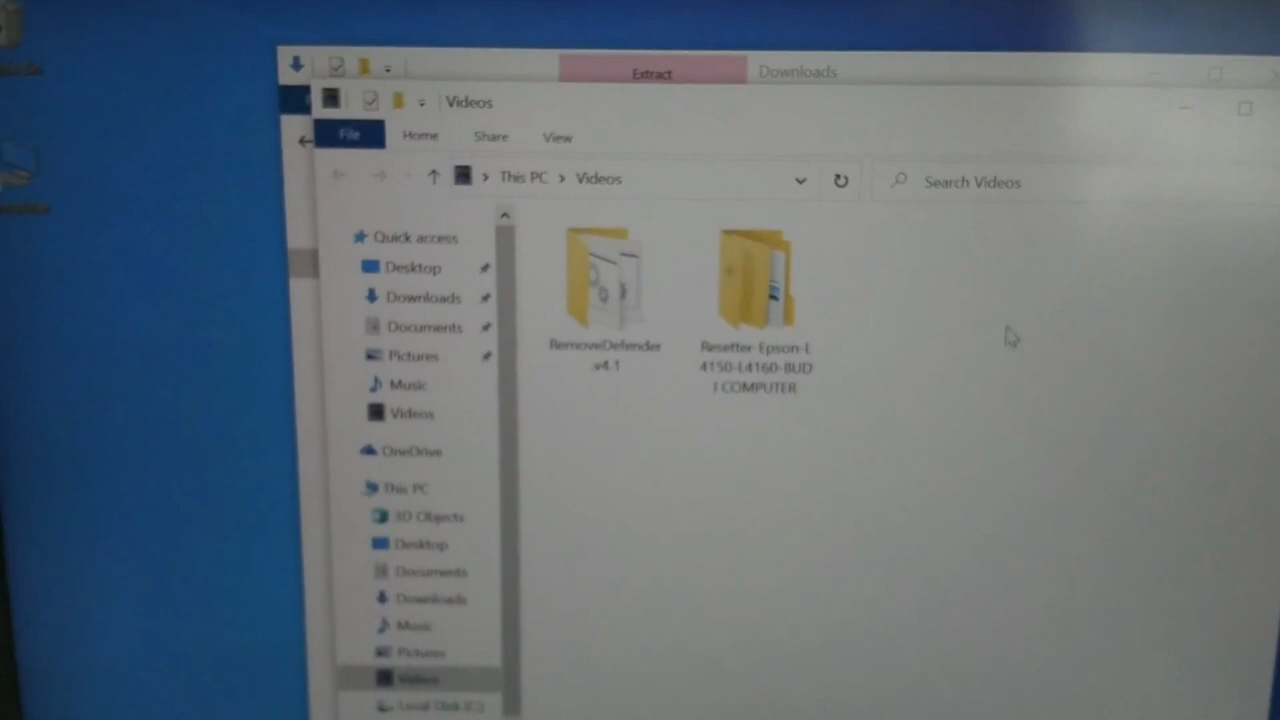 Extract
Downloads
Videos
File
Home
Share
View
This PC
Videos
Search Videos
Quick access
Desktop
Downloads
Documents
Pictures
Music
Videos
OneDrive
This PC
3D Objects
Desktop
Documents
Downloads
Music
Pictures
Videos
Local Disk (C:)
RemoveDefender
.v4.1
Resetter-Epson-L
4150-L4160-BUD
I COMPUTER